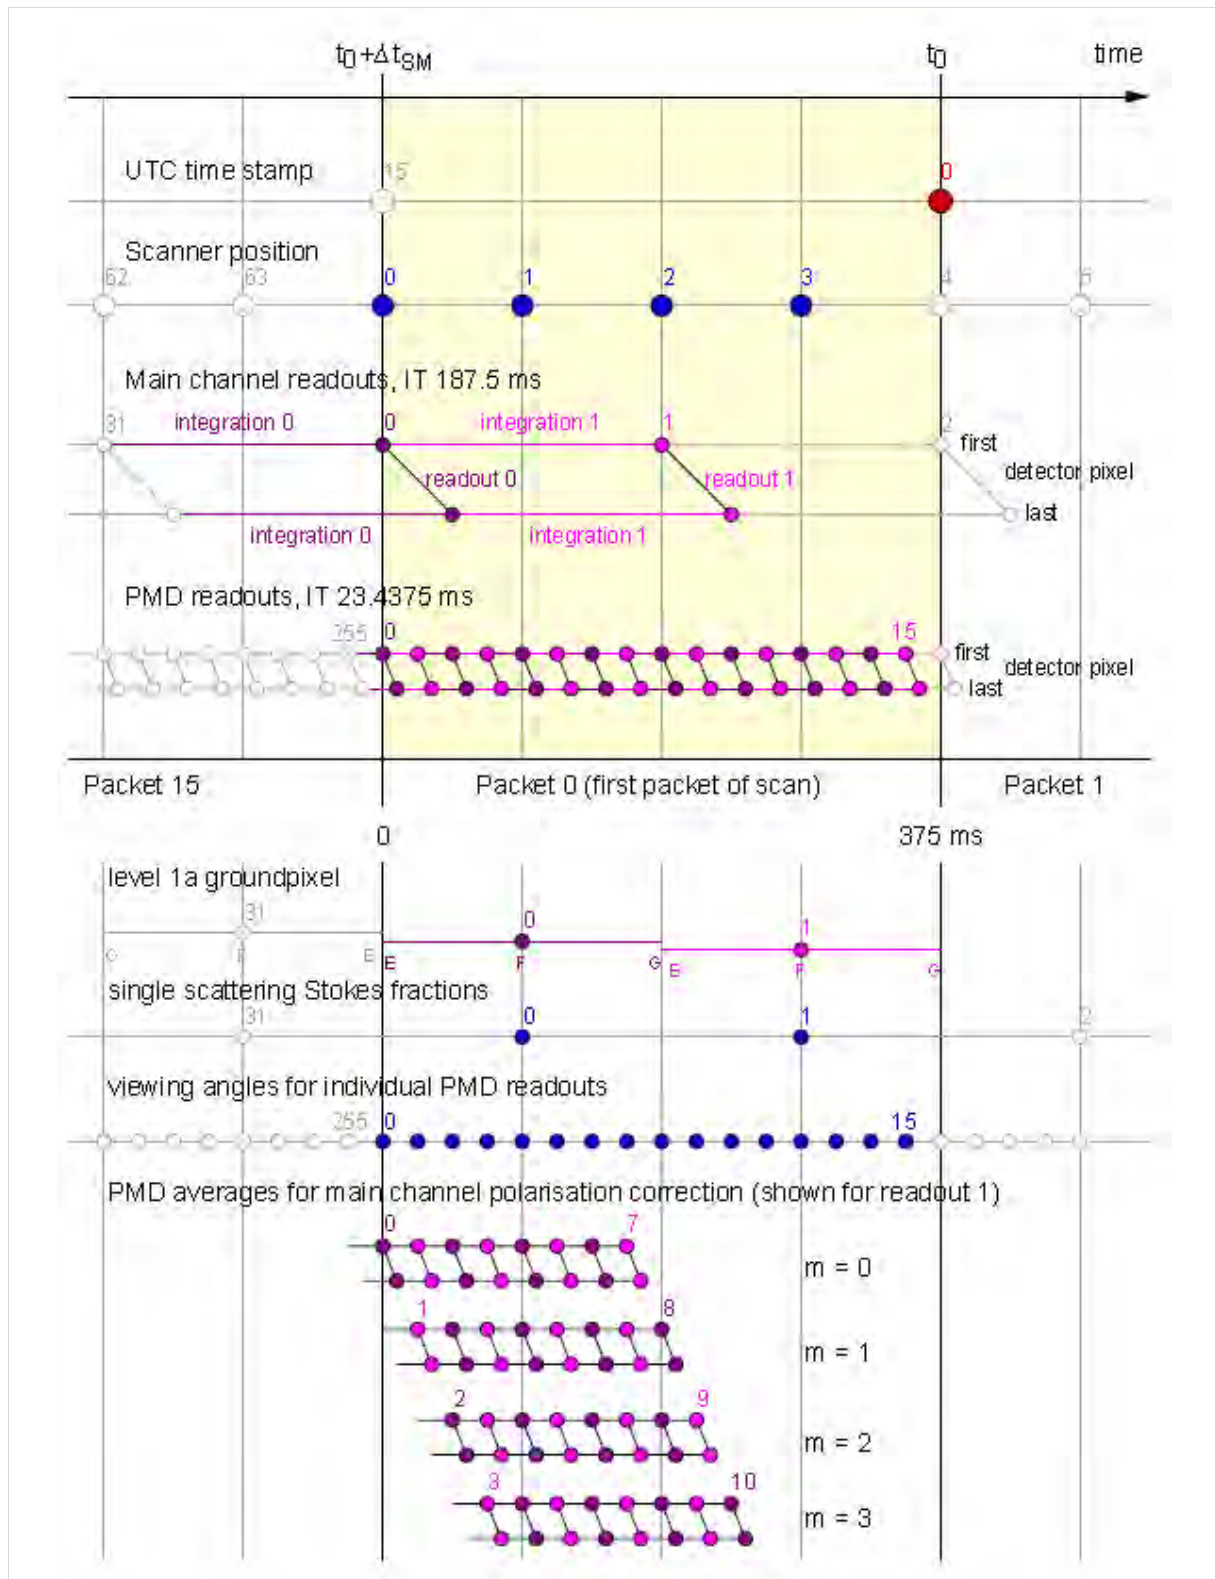 t0+ΔtSM t0 time
UTC time stamp 15 0
Scanner position
62 63 0 1 2 3 4 5
Main channel readouts, IT 187.5 ms
31 integration 0 0 integration 1 1 2 first
readout 0 readout 1 detector pixel
last
integration 0 integration 1
PMD readouts, IT 23.4375 ms
255 0 15
first
detector pixel
last
Packet 15 Packet 0 (first packet of scan) Packet 1
0 375 ms
level 1a groundpixel
31 0 1
G F E E F G E F G
single scattering Stokes fractions
31 0 1 2
viewing angles for individual PMD readouts
255 0 15
PMD averages for main channel polarisation correction (shown for readout 1)
0 7
m = 0
1 8
m = 1
2 9
m = 2
3 10
m = 3